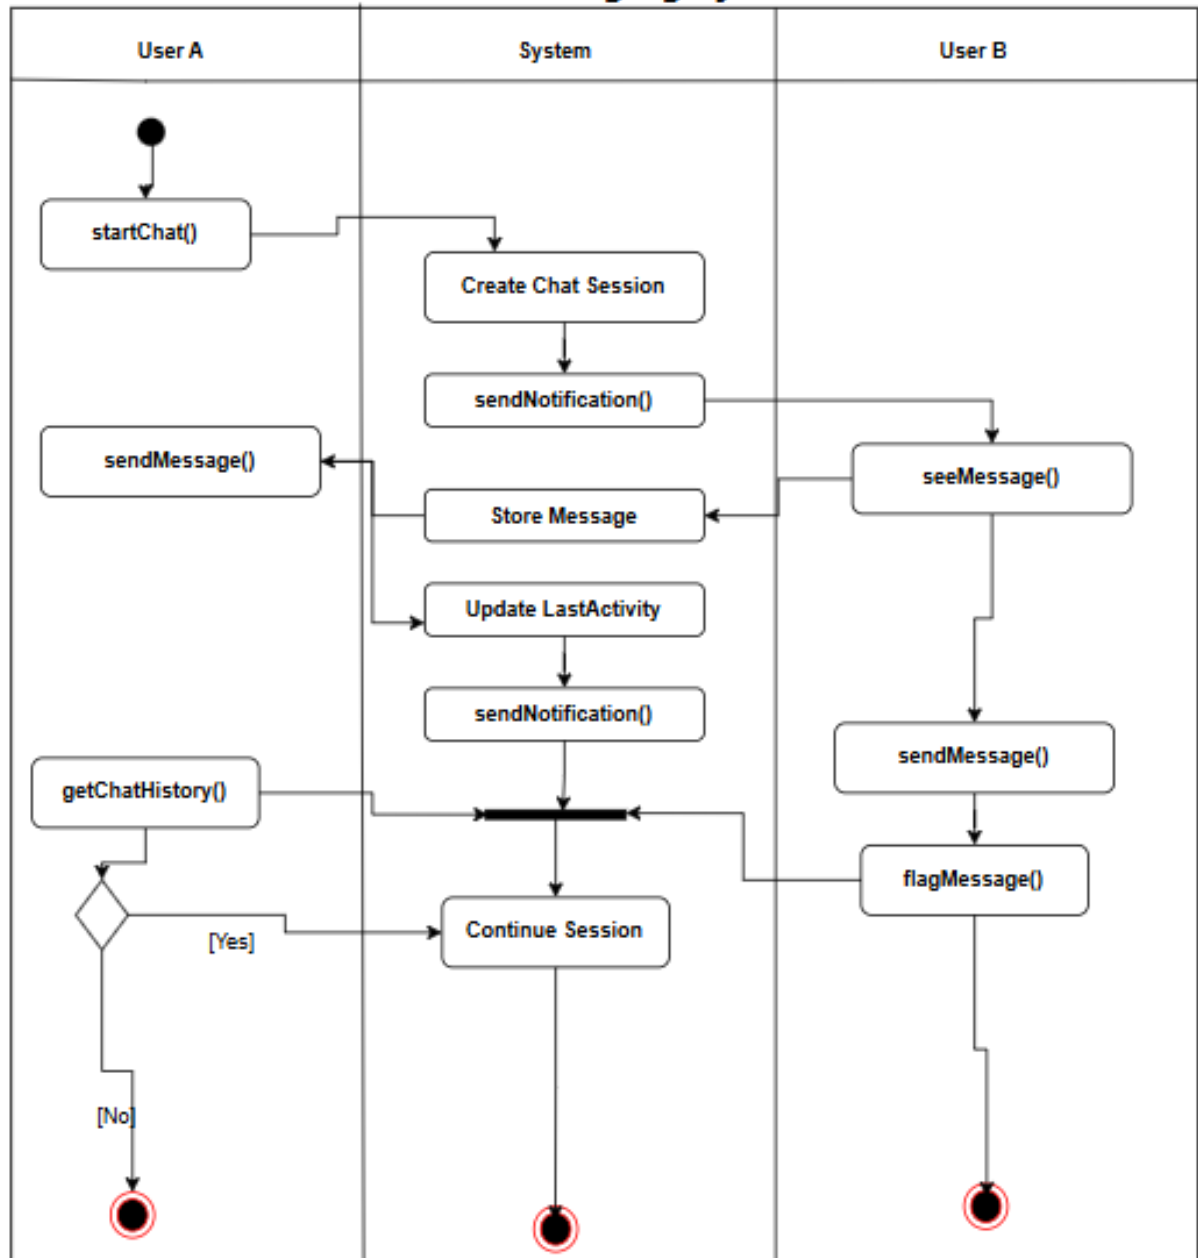 User A
System
User B
startChat()
Create Chat Session
sendNotification()
sendMessage()
seeMessage()
Store Message
Update LastActivity
sendNotification()
sendMessage()
getChatHistory()
flagMessage()
Continue Session
[Yes]
[No]